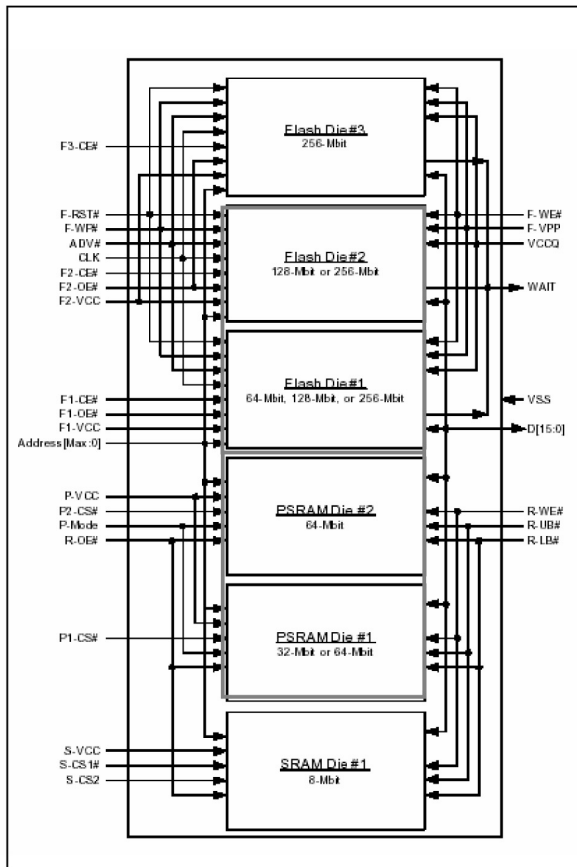 Flash Die #3
256-Mbit
F3-CE#
F-RST#
F-WP#
ADV#
CLK
F2-CE#
F2-OE#
F2-VCC
Flash Die #2
128-Mbit or 256-Mbit
F-WE#
F-VPP
VCCQ
WAIT
Flash Die #1
64-Mbit, 128-Mbit, or 256-Mbit
F1-CE#
F1-OE#
F1-VCC
Address[Max:0]
VSS
D[15:0]
P-VCC
P2-CS#
P-Mode
R-OE#
PSRAM Die #2
64-Mbit
R-WE#
R-UB#
R-LB#
P1-CS#
PSRAM Die #1
32-Mbit or 64-Mbit
S-VCC
S-CS1#
S-CS2
SRAM Die #1
8-Mbit